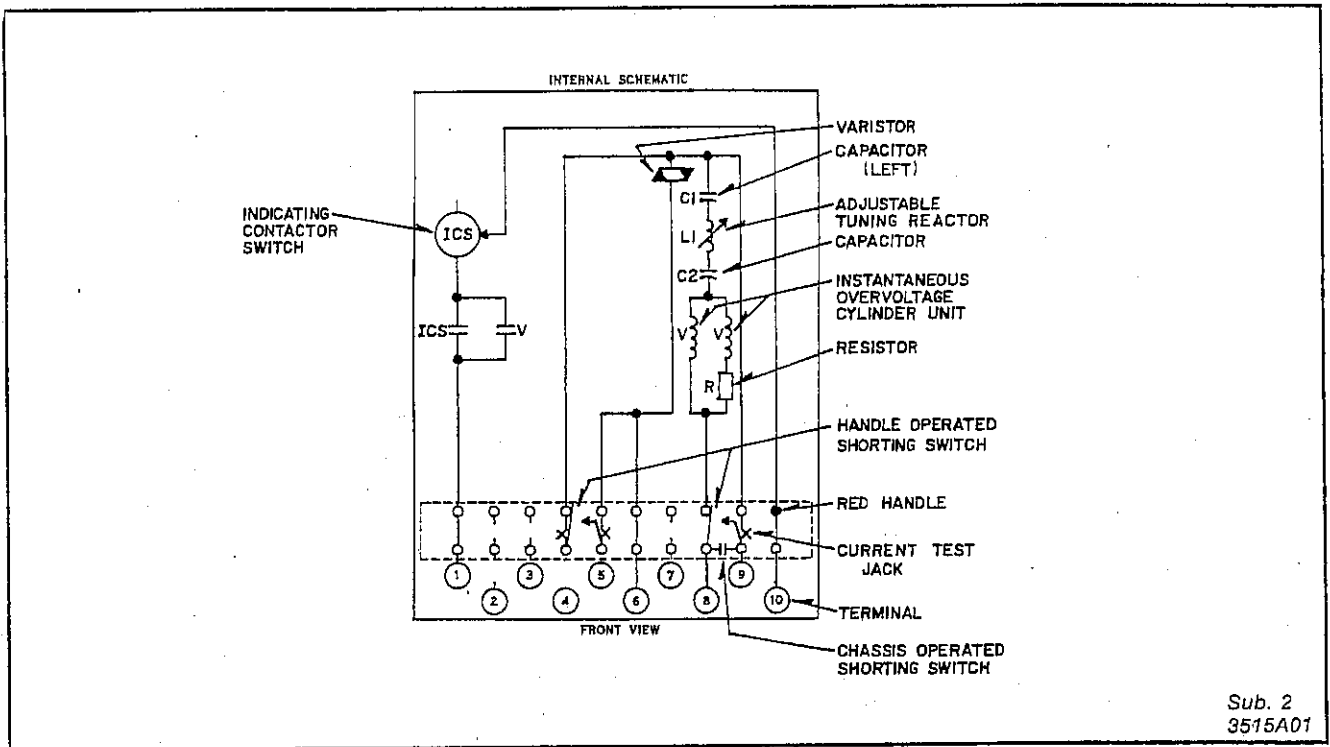 INTERNAL SCHEMATIC
VARISTOR
CAPACITOR
(LEFT)
C1
ADJUSTABLE
TUNING REACTOR
L1
CAPACITOR
C2
INDICATING
CONTACTOR
SWITCH
ICS
INSTANTANEOUS
OVERVOLTAGE
CYLINDER UNIT
ICS
V
V
V
RESISTOR
R
HANDLE OPERATED
SHORTING SWITCH
RED HANDLE
CURRENT TEST
JACK
1
3
5
7
9
2
4
6
8
10
TERMINAL
FRONT VIEW
CHASSIS OPERATED
SHORTING SWITCH
Sub. 2
3515A01